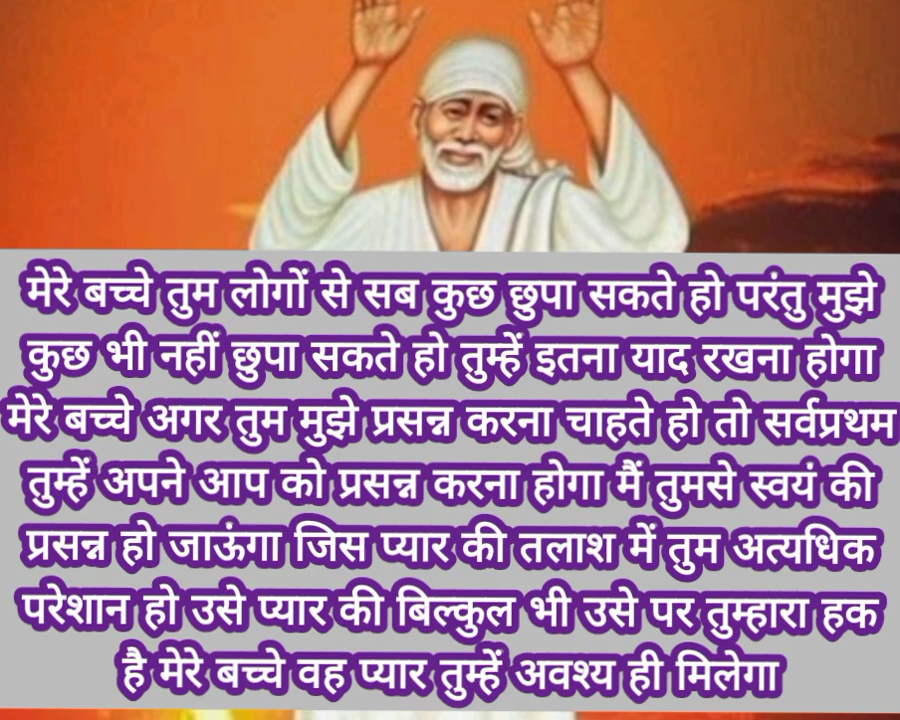 मेरे बच्चे तुम लोगों से सब कुछ छुपा सकते हो परंतु मुझे
कुछ भी नहीं छुपा सकते हो तुम्हें इतना याद रखना होगा
मेरे बच्चे अगर तुम मुझे प्रसन्न करना चाहते हो तो सर्वप्रथम
तुम्हें अपने आप को प्रसन्न करना होगा मैं तुमसे स्वयं की
प्रसन्न हो जाऊंगा जिस प्यार की तलाश में तुम अत्यधिक
परेशान हो उसे प्यार की बिल्कुल भी उसे पर तुम्हारा हक
है मेरे बच्चे वह प्यार तुम्हें अवश्य ही मिलेगा